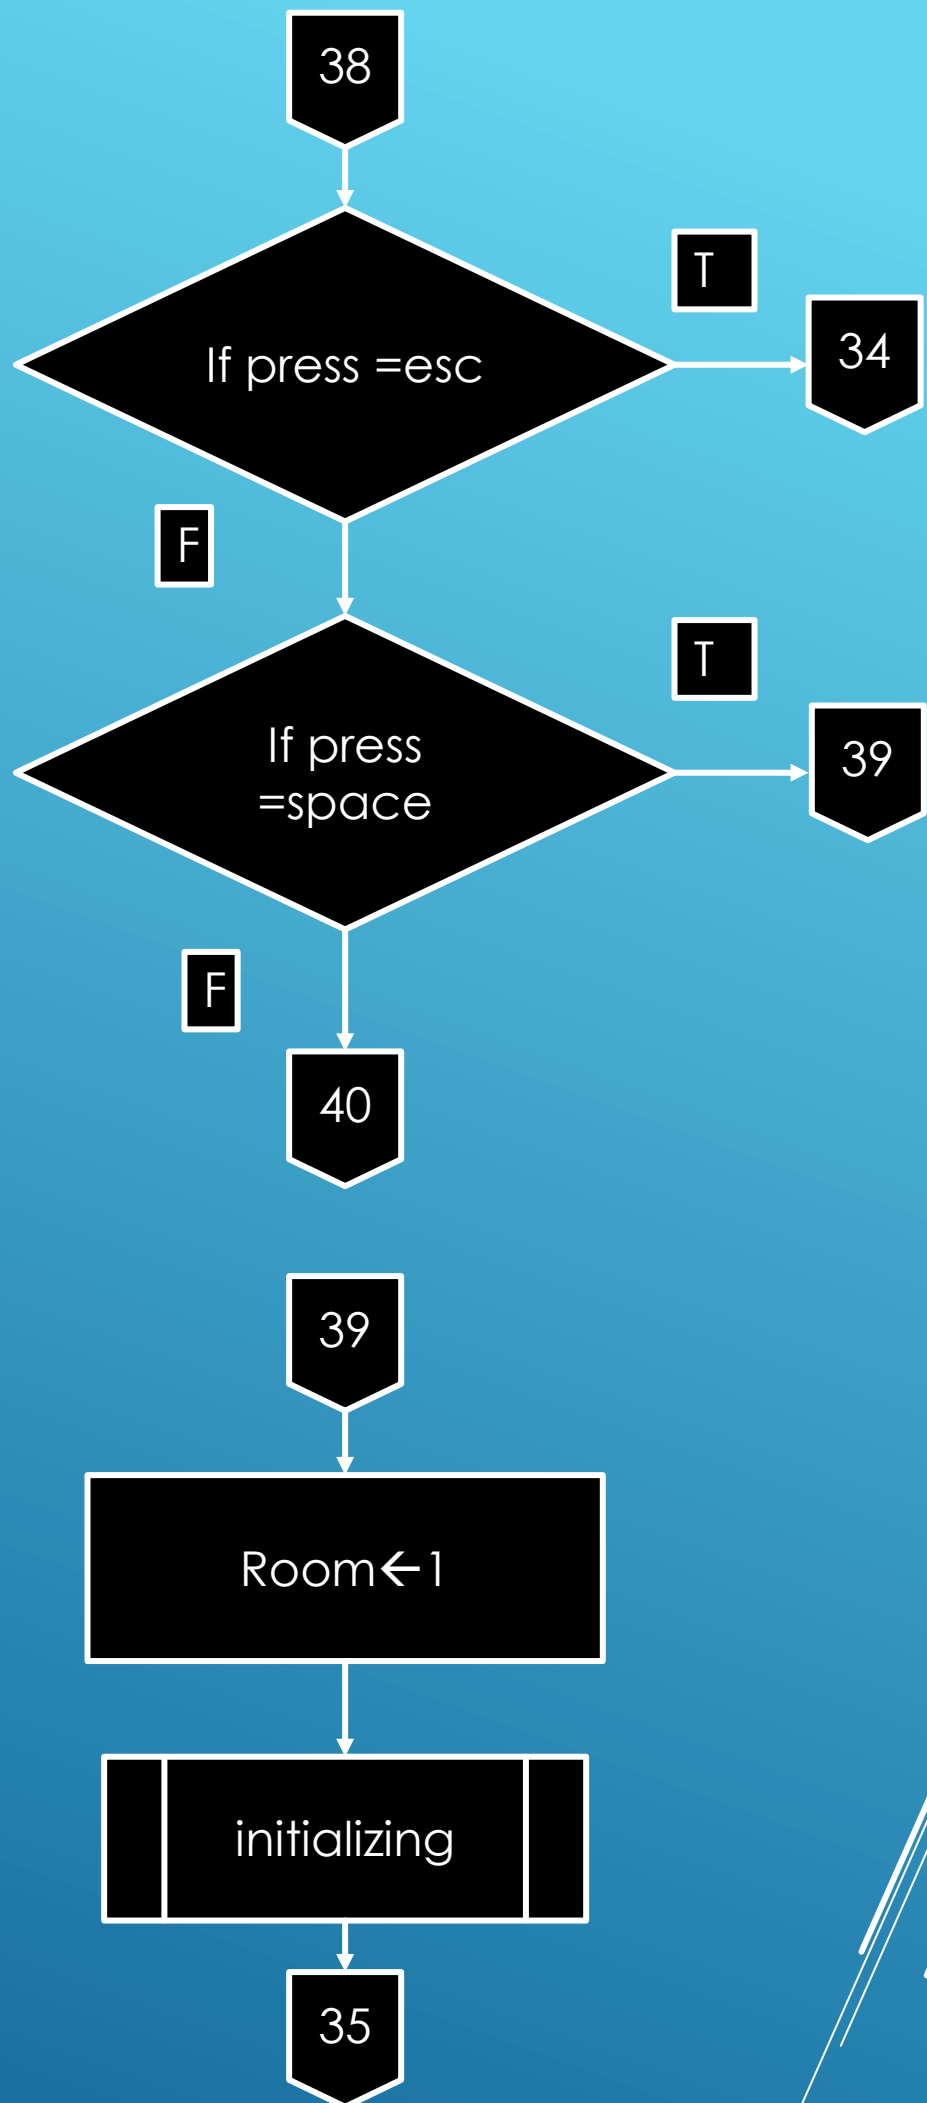 38
T
34
If press =esc
F
T
39
If press
=space
F
40
39
Room←1
initializing
35